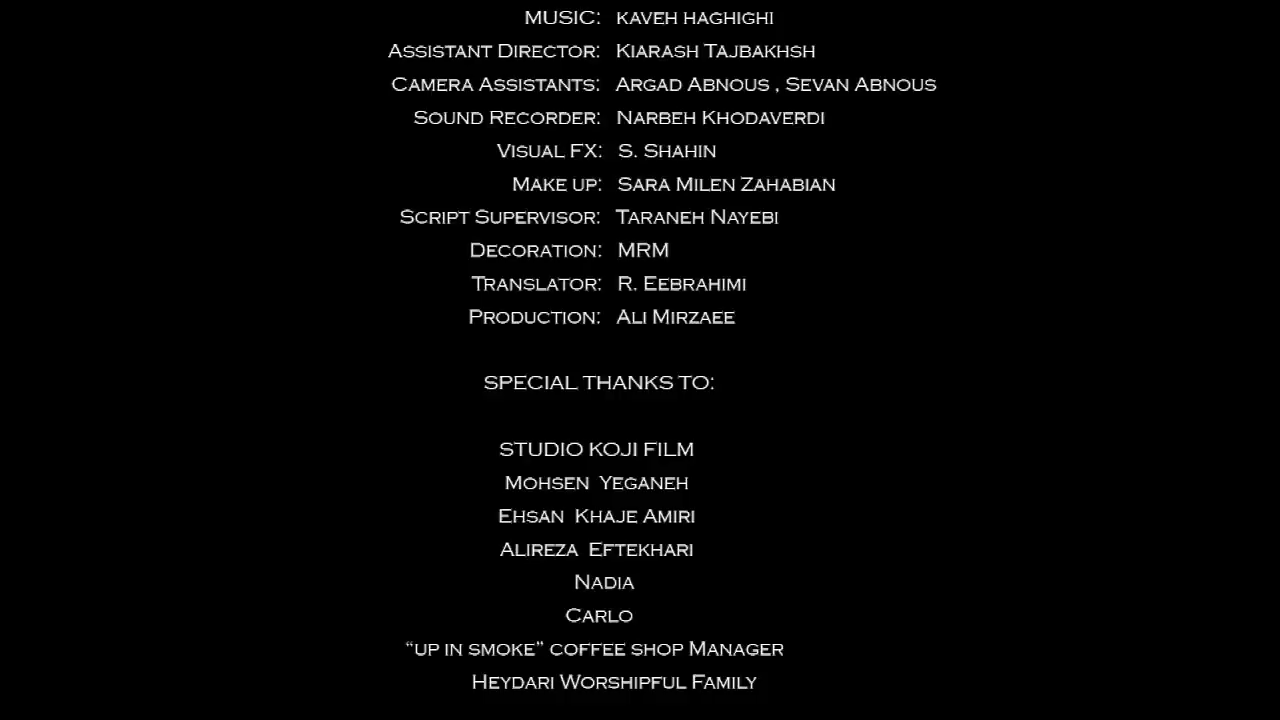 MUSIC: KAVEH HAGHIGHI
ASSISTANT DIRECTOR: KIARASH TAJBAKHSH
CAMERA ASSISTANTS: ARGAD ABNOUS , SEVAN ABNOUS
SOUND RECORDER: NARBEH KHODAVERDI
VISUAL FX: S. SHAHIN
MAKE UP: SARA MILEN ZAHABIAN
SCRIPT SUPERVISOR: TARANEH NAYEBI
DECORATION: MRM
TRANSLATOR: R. EEBRAHIMI
PRODUCTION: ALI MIRZAEE
SPECIAL THANKS TO:
STUDIO KOJI FILM
MOHSEN YEGANEH
EHSAN KHAJE AMIRI
ALIREZA EFTEKHARI
NADIA
CARLO
“UP IN SMOKE” COFFEE SHOP MANAGER
HEYDARI WORSHIPFUL FAMILY